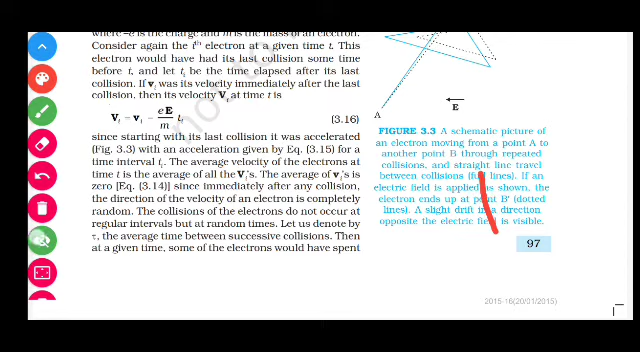 where –e is the charge and m is the mass of an electron.
Consider again the iᵗʰ electron at a given time t. This
electron would have had its last collision some time
before t, and let tᵢ be the time elapsed after its last
collision. If vᵢ was its velocity immediately after the last
collision, then its velocity Vᵢ at time t is
Vᵢ = vᵢ – eE/m tᵢ (3.16)
since starting with its last collision it was accelerated
(Fig. 3.3) with an acceleration given by Eq. (3.15) for a
time interval tᵢ. The average velocity of the electrons at
time t is the average of all the Vᵢ's. The average of vᵢ's is
zero [Eq. (3.14)] since immediately after any collision,
the direction of the velocity of an electron is completely
random. The collisions of the electrons do not occur at
regular intervals but at random times. Let us denote by
τ, the average time between successive collisions. Then
at a given time, some of the electrons would have spent
A
E
FIGURE 3.3 A schematic picture of
an electron moving from a point A to
another point B through repeated
collisions, and straight line travel
between collisions (full lines). If an
electric field is applied as shown, the
electron ends up at point B′ (dotted
lines). A slight drift in a direction
opposite the electric field is visible.
97
2015-16(20/01/2015)